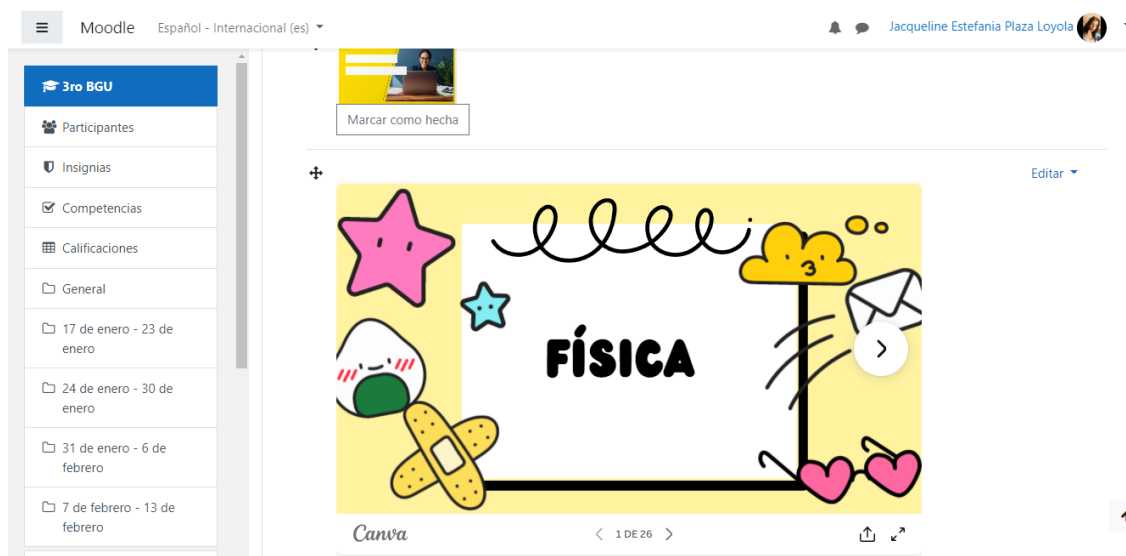 Moodle
Español - Internacional (es)
Jacqueline Estefania Plaza Loyola
3ro BGU
Participantes
Insignias
Competencias
Calificaciones
General
17 de enero - 23 de
enero
24 de enero - 30 de
enero
31 de enero - 6 de
febrero
7 de febrero - 13 de
febrero
Marcar como hecha
Editar
FÍSICA
Canva
1 DE 26